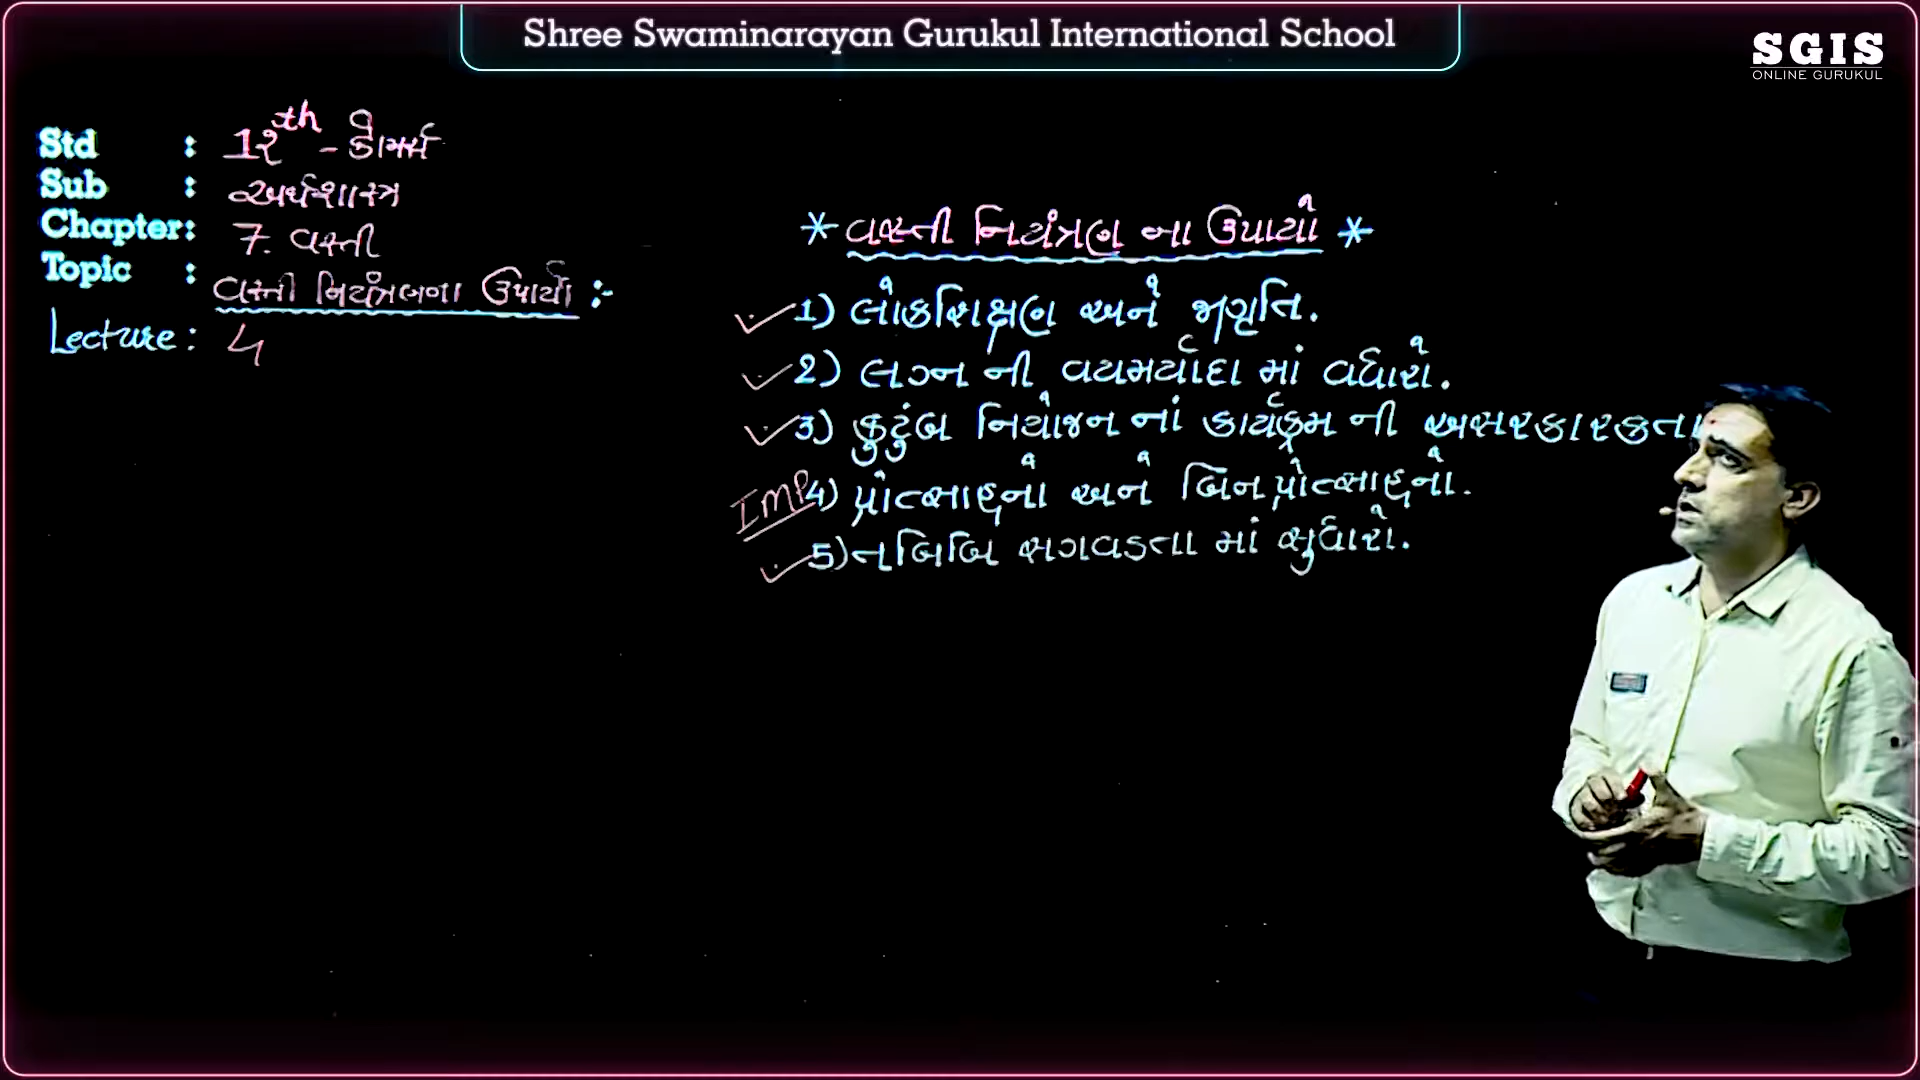 Shree Swaminarayan Gurukul International School
SGIS
ONLINE GURUKUL
Std : 12th - કોમર્સ
Sub : અર્થશાસ્ત્ર
Chapter: 7. વસ્તી
Topic : વસ્તી નિયંત્રણના ઉપાયો :-
Lecture: 4
* વસ્તી નિયંત્રણ ના ઉપાયો *
1) લોકશિક્ષણ અને જાગૃતિ.
2) લગ્ન ની વયમર્યાદા માં વધારો.
3) કુટુંબ નિયોજન નાં કાર્યક્રમ ની અસરકારકતા
IMP 4) પ્રોત્સાહનો અને બિન પ્રોત્સાહનો.
5) તબિબિ સગવડતા માં સુધારો.